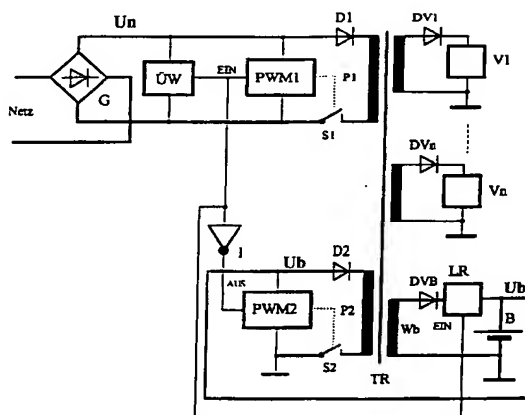 Un
D1
DV1
ÜW
EIN
PWM1
P1
V1
G
Netz
S1
DVn
Vn
I
Ub
D2
DVB
LR
Ub
AUS
PWM2
P2
Wb
EIN
B
S2
TR